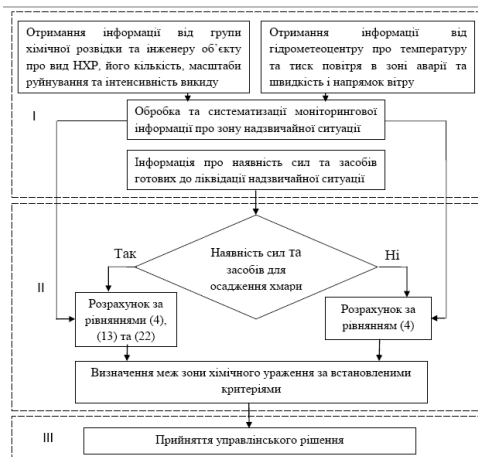 Отримання інформації від групи
хімічної розвідки та інженеру об’єкту
про вид НХР, його кількість, масштаби
руйнування та інтенсивність викиду
Отримання інформації від
гідрометеоцентру про температуру
та тиск повітря в зоні аварії та
швидкість і напрямок вітру
I
Обробка та систематизації моніторингової
інформації про зону надзвичайної ситуації
Інформація про наявність сил та засобів
готових до ліквідації надзвичайної ситуації
II
Так
Наявність сил та
засобів для
осадження хмари
Ні
Розрахунок за
рівняннями (4),
(13) та (22)
Розрахунок за
рівнянням (4)
Визначення меж зони хімічного ураження за встановленими
критеріями
III
Прийняття управлінського рішення